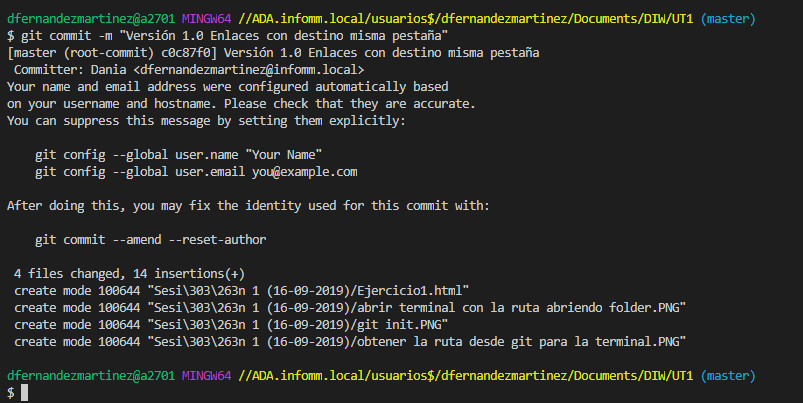 dfernandezmartinez@a2701 MINGW64 //ADA.infomm.local/usuarios$/dfernandezmartinez/Documents/DIW/UT1 (master)
$ git commit -m "Versión 1.0 Enlaces con destino misma pestaña"
[master (root-commit) c0c87f0] Versión 1.0 Enlaces con destino misma pestaña
 Committer: Dania <dfernandezmartinez@infomm.local>
Your name and email address were configured automatically based
on your username and hostname. Please check that they are accurate.
You can suppress this message by setting them explicitly:

    git config --global user.name "Your Name"
    git config --global user.email you@example.com

After doing this, you may fix the identity used for this commit with:

    git commit --amend --reset-author

 4 files changed, 14 insertions(+)
 create mode 100644 "Sesi\303\263n 1 (16-09-2019)/Ejercicio1.html"
 create mode 100644 "Sesi\303\263n 1 (16-09-2019)/abrir terminal con la ruta abriendo folder.PNG"
 create mode 100644 "Sesi\303\263n 1 (16-09-2019)/git init.PNG"
 create mode 100644 "Sesi\303\263n 1 (16-09-2019)/obtener la ruta desde git para la terminal.PNG"

dfernandezmartinez@a2701 MINGW64 //ADA.infomm.local/usuarios$/dfernandezmartinez/Documents/DIW/UT1 (master)
$